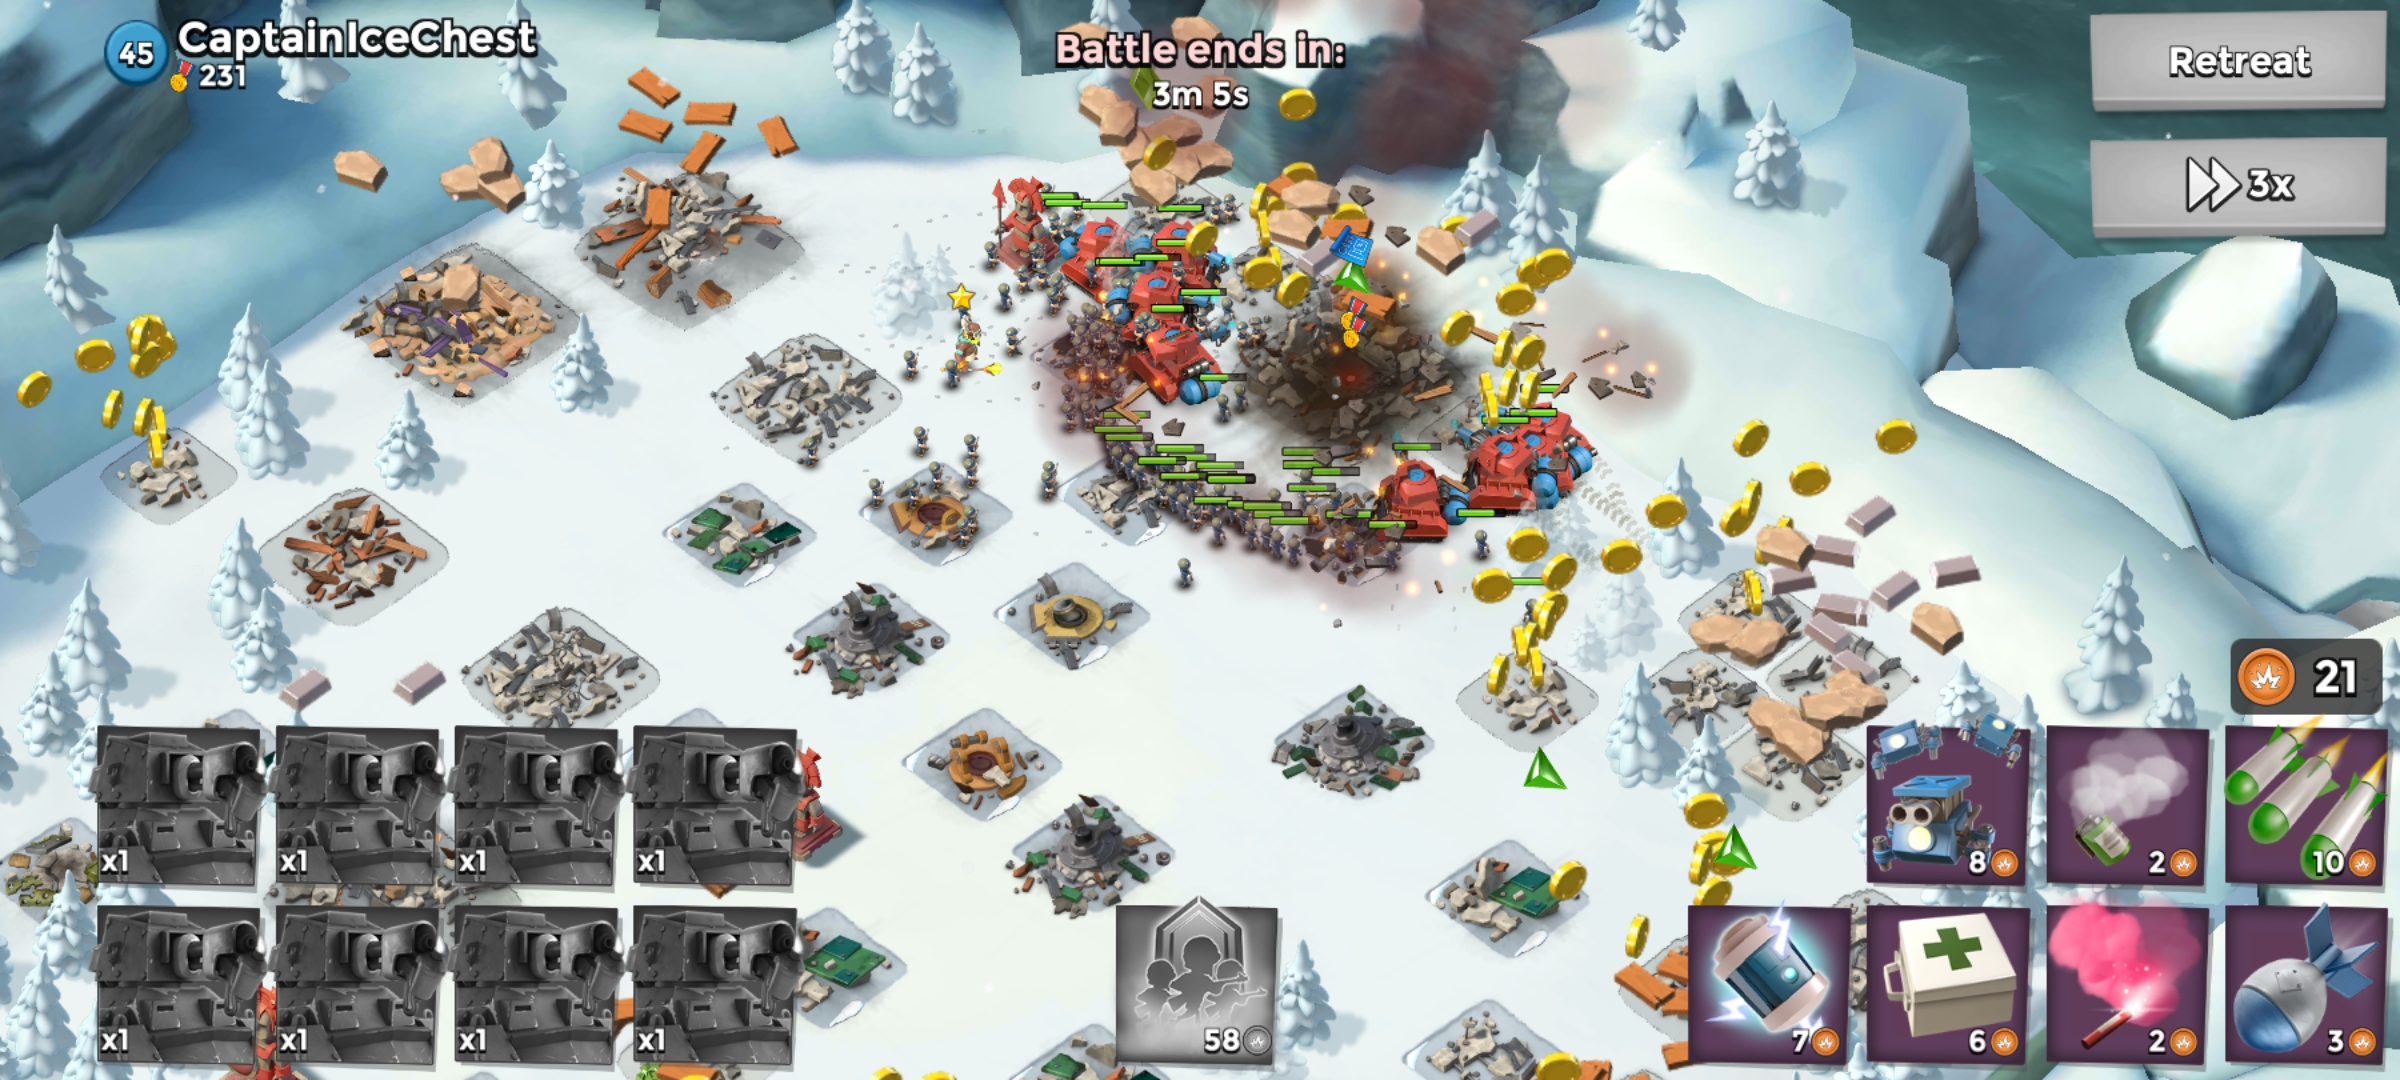 45 CaptainIceChest
231
Battle ends in:
3m 5s
Retreat
3x
21
x1 x1 x1 x1
8 2 10
x1 x1 x1 x1
58
7 6 2 3